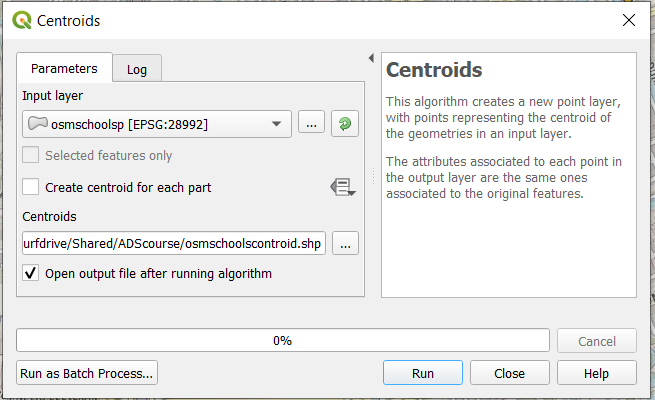 Centroids
Parameters
Log
Input layer
osmschoolsp [EPSG:28992]
...
Selected features only
Create centroid for each part
Centroids
urfdrive/Shared/ADScourse/osmschoolscontroid.shp
...
Open output file after running algorithm
Centroids
This algorithm creates a new point layer,
with points representing the centroid of
the geometries in an input layer.
The attributes associated to each point in
the output layer are the same ones
associated to the original features.
0%
Cancel
Run as Batch Process...
Run
Close
Help